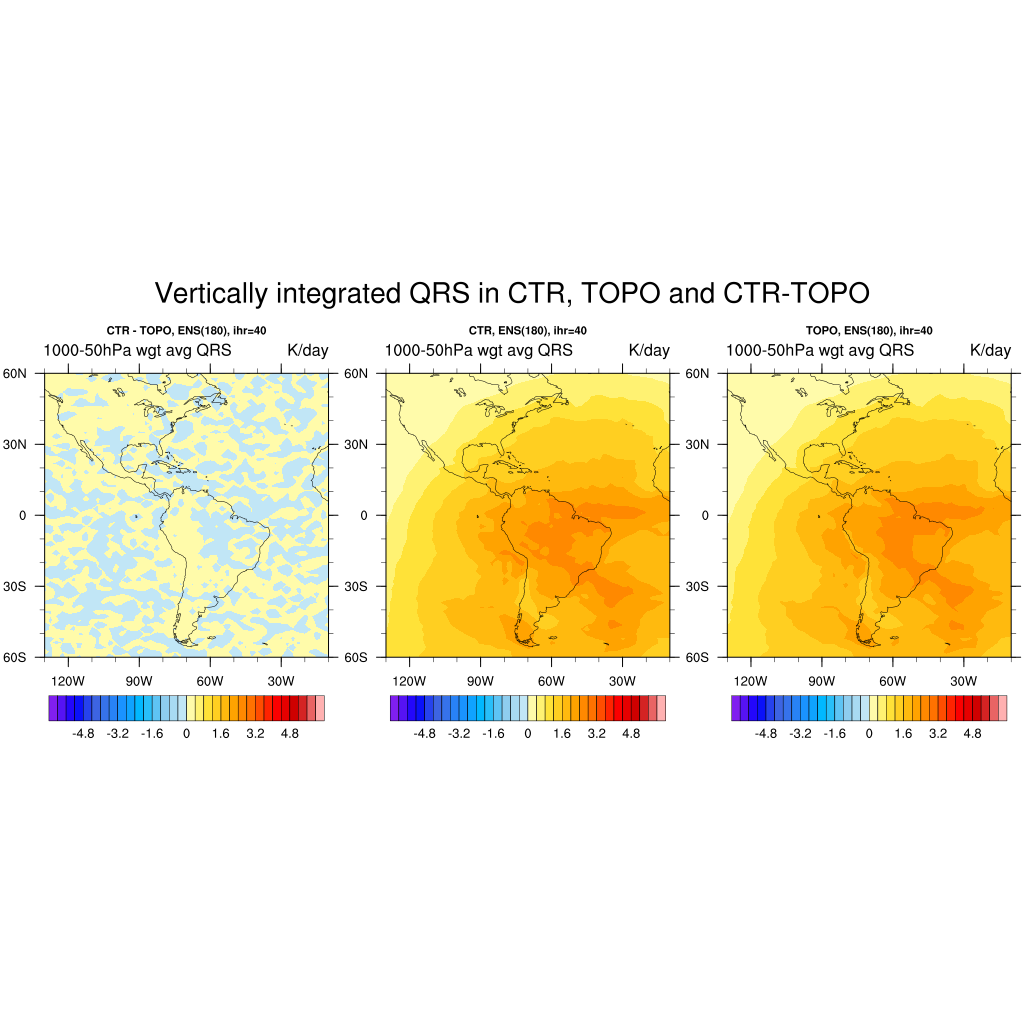 Vertically integrated QRS in CTR, TOPO and CTR-TOPO
CTR - TOPO, ENS(180), ihr=40
1000-50hPa wgt avg QRS K/day
60N
30N
0
30S
60S
120W 90W 60W 30W
-4.8 -3.2 -1.6 0 1.6 3.2 4.8
CTR, ENS(180), ihr=40
1000-50hPa wgt avg QRS K/day
60N
30N
0
30S
60S
120W 90W 60W 30W
-4.8 -3.2 -1.6 0 1.6 3.2 4.8
TOPO, ENS(180), ihr=40
1000-50hPa wgt avg QRS K/day
60N
30N
0
30S
60S
120W 90W 60W 30W
-4.8 -3.2 -1.6 0 1.6 3.2 4.8